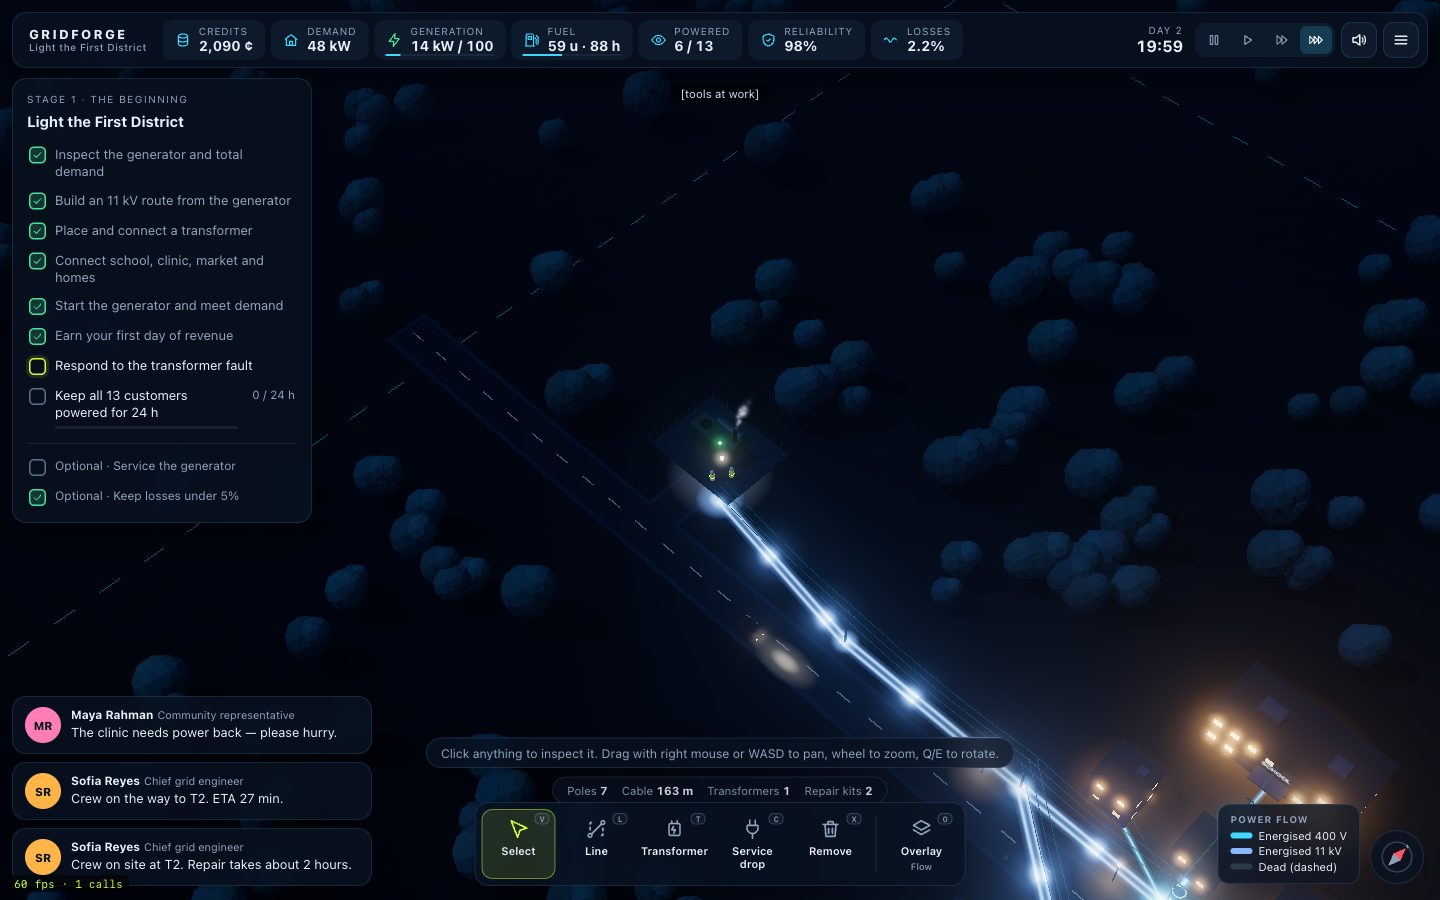 GRIDFORGE
Light the First District
CREDITS
2,090 ¢
DEMAND
48 kW
GENERATION
14 kW / 100
FUEL
59 u · 88 h
POWERED
6 / 13
RELIABILITY
98%
LOSSES
2.2%
DAY 2
19:59
[tools at work]
STAGE 1 · THE BEGINNING
Light the First District
Inspect the generator and total
demand
Build an 11 kV route from the generator
Place and connect a transformer
Connect school, clinic, market and
homes
Start the generator and meet demand
Earn your first day of revenue
Respond to the transformer fault
Keep all 13 customers 0 / 24 h
powered for 24 h
Optional · Service the generator
Optional · Keep losses under 5%
MR
Maya Rahman Community representative
The clinic needs power back — please hurry.
SR
Sofia Reyes Chief grid engineer
Crew on the way to T2. ETA 27 min.
SR
Sofia Reyes Chief grid engineer
Crew on site at T2. Repair takes about 2 hours.
60 fps · 1 calls
Click anything to inspect it. Drag with right mouse or WASD to pan, wheel to zoom, Q/E to rotate.
Poles 7 Cable 163 m Transformers 1 Repair kits 2
V
Select
L
Line
T
Transformer
C
Service
drop
X
Remove
O
Overlay
Flow
POWER FLOW
Energised 400 V
Energised 11 kV
Dead (dashed)